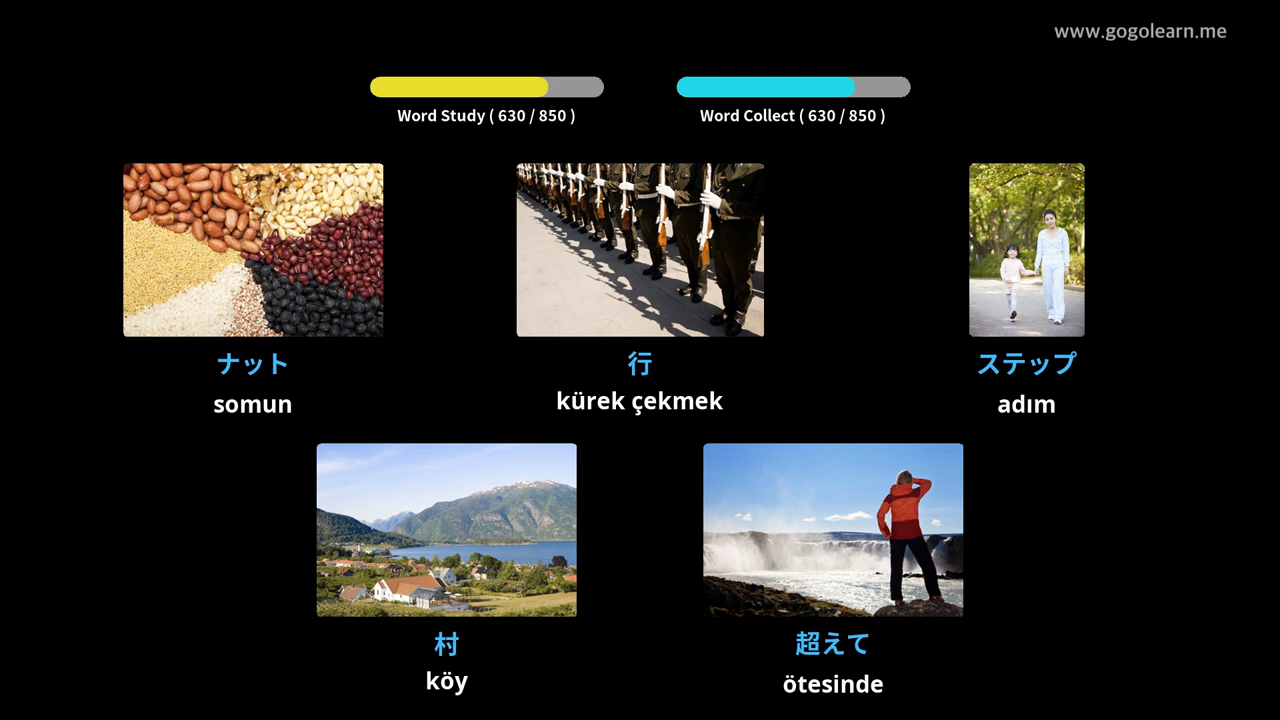 www.gogolearn.me
Word Study ( 630 / 850 )
Word Collect ( 630 / 850 )
ナット
somun
行
kürek çekmek
ステップ
adım
村
köy
超えて
ötesinde